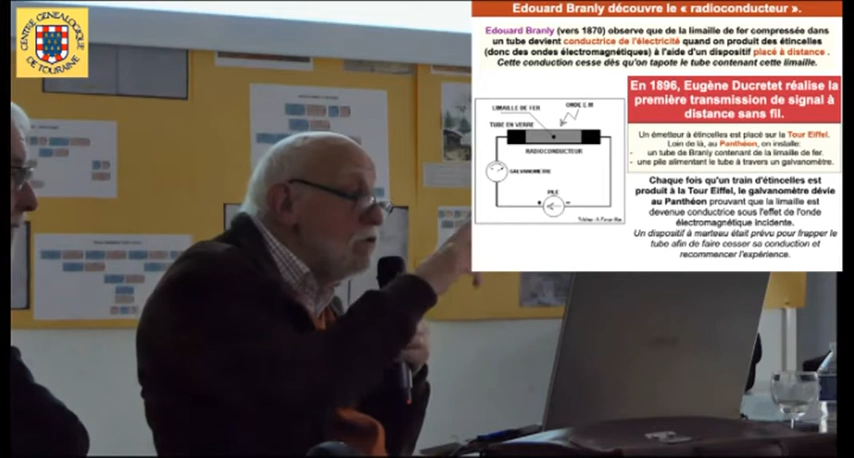 CENTRE GENEALOGIQUE
DE TOURAINE
Edouard Branly découvre le « radioconducteur ».
Edouard Branly (vers 1870) observe que de la limaille de fer compressée dans
un tube devient conductrice de l'électricité quand on produit des étincelles
(donc des ondes électromagnétiques) à l'aide d'un dispositif placé à distance .
Cette conduction cesse dès qu'on tapote le tube contenant cette limaille.
En 1896, Eugène Ducretet réalise la
première transmission de signal à
distance sans fil.
LIMAILLE DE FER
ONDE E.M
TUBE EN VERRE
RADIOCONDUCTEUR
GALVANOMETRE
PILE
Un émetteur à étincelles est placé sur la Tour Eiffel.
Loin de là, au Panthéon, on installe:
- un tube de Branly contenant de la limaille de fer.
- une pile alimentant le tube à travers un galvanomètre.
Chaque fois qu'un train d'étincelles est
produit à la Tour Eiffel, le galvanomètre dévie
au Panthéon prouvant que la limaille est
devenue conductrice sous l'effet de l'onde
électromagnétique incidente.
Un dispositif à marteau était prévu pour frapper le
tube afin de faire cesser sa conduction et
recommencer l'expérience.